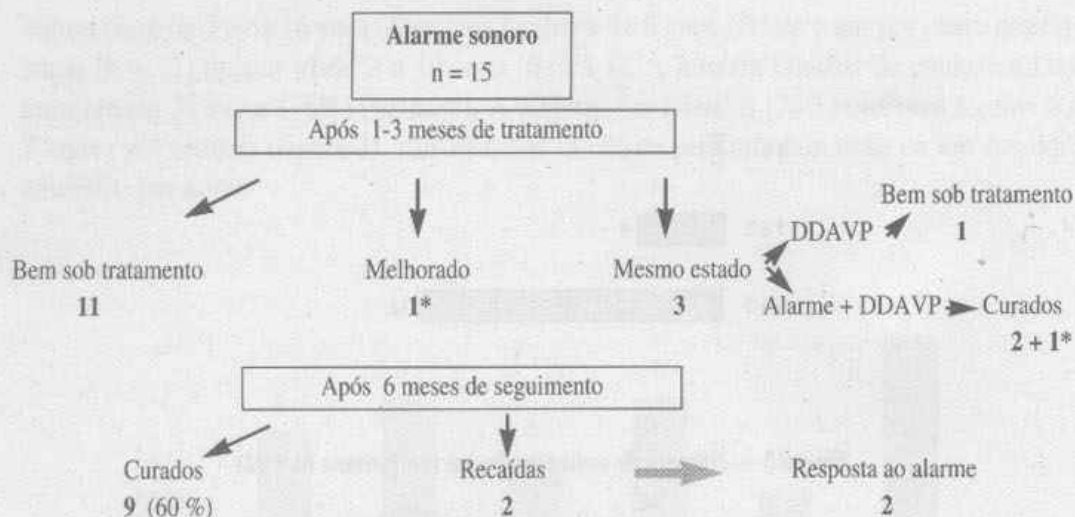 Alarme sonoro
n = 15
Após 1-3 meses de tratamento
Bem sob tratamento
DDAVP 1
Bem sob tratamento Melhorado Mesmo estado
11 1* 3
Alarme + DDAVP Curados
2 + 1*
Após 6 meses de seguimento
Curados Recaídas Resposta ao alarme
9 (60 %) 2 2